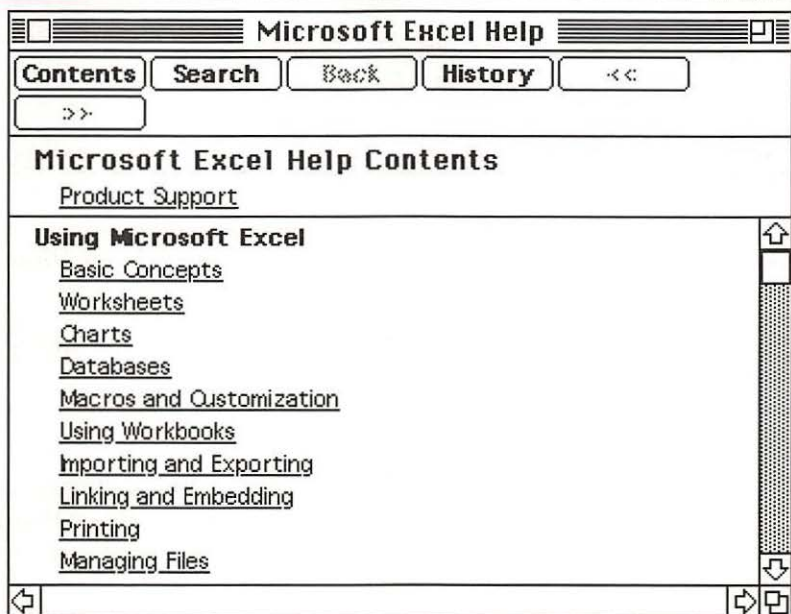 Microsoft Excel Help
Contents Search Back History <<
>>
Microsoft Excel Help Contents
Product Support
Using Microsoft Excel
Basic Concepts
Worksheets
Charts
Databases
Macros and Customization
Using Workbooks
Importing and Exporting
Linking and Embedding
Printing
Managing Files